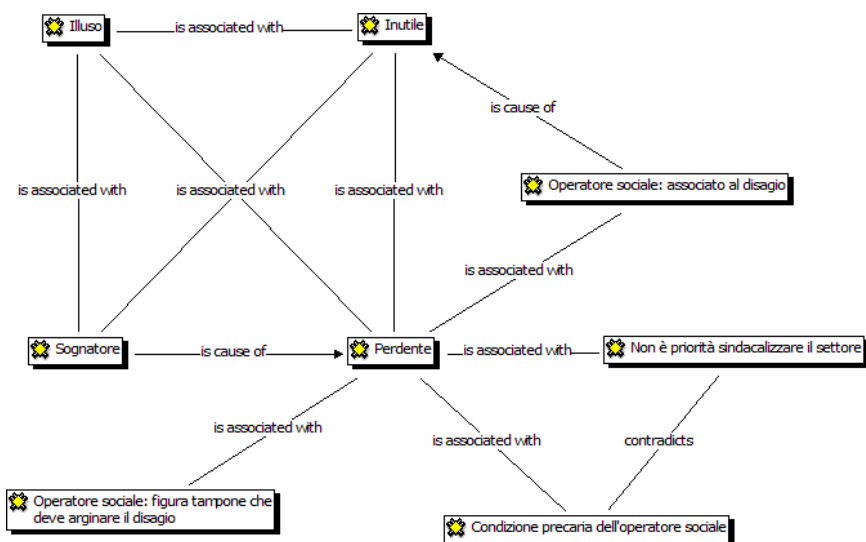 Illuso
is associated with
Inutile
is cause of
is associated with
is associated with
is associated with
Operatore sociale: associato al disagio
is associated with
Sognatore
is cause of
Perdente
is associated with
Non è priorità sindacalizzare il settore
is associated with
is associated with
contradicts
Operatore sociale: figura tampone che
deve arginare il disagio
Condizione precaria dell'operatore sociale